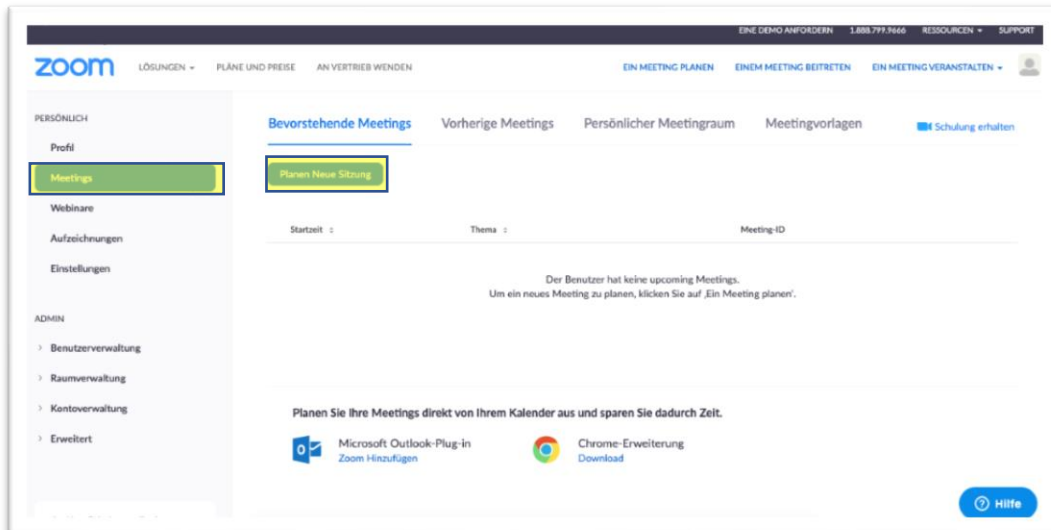 EINE DEMO ANFORDERN 1.888.799.9666 RESSOURCEN SUPPORT
zoom LÖSUNGEN PLÄNE UND PREISE AN VERTRIEB WENDEN EIN MEETING PLANEN EINEM MEETING BEITRETEN EIN MEETING VERANSTALTEN
PERSÖNLICH
Profil
Meetings
Webinare
Aufzeichnungen
Einstellungen
ADMIN
Benutzerverwaltung
Raumverwaltung
Kontoverwaltung
Erweitert
Bevorstehende Meetings Vorherige Meetings Persönlicher Meetingraum Meetingvorlagen Schulung erhalten
Planen Neue Sitzung
Startzeit Thema Meeting-ID
Der Benutzer hat keine upcoming Meetings.
Um ein neues Meeting zu planen, klicken Sie auf ‚Ein Meeting planen'.
Planen Sie Ihre Meetings direkt von Ihrem Kalender aus und sparen Sie dadurch Zeit.
Microsoft Outlook-Plug-in Chrome-Erweiterung
Zoom Hinzufügen Download
Hilfe